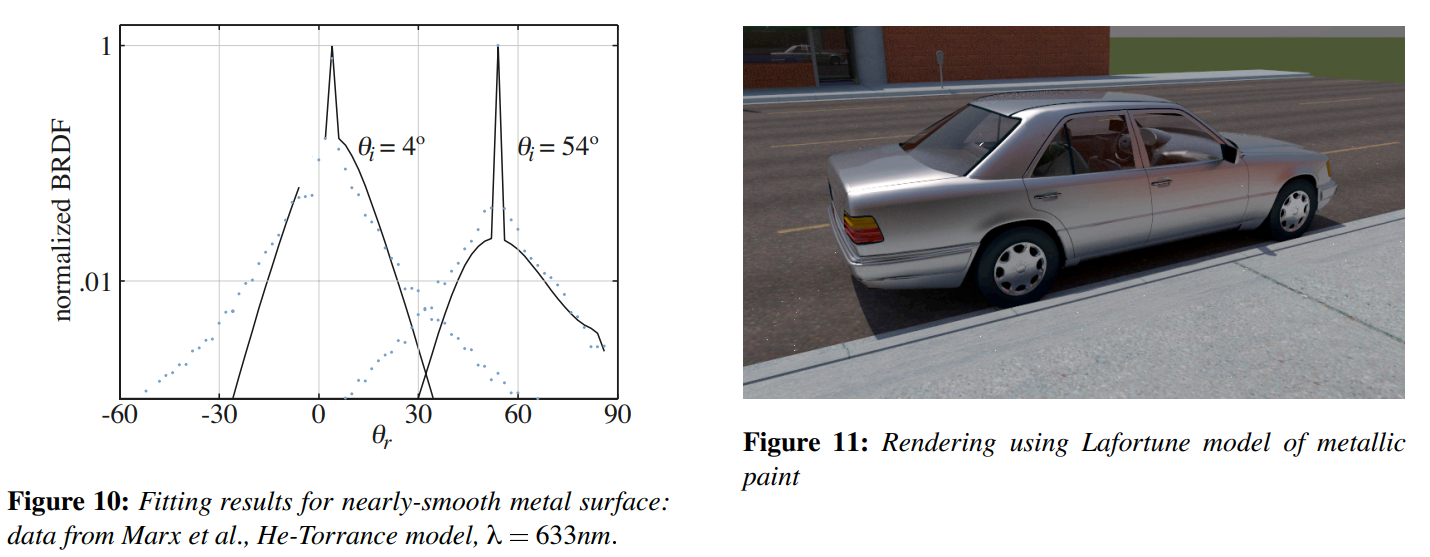 1
normalized BRDF
θi = 4º
θi = 54º
.01
-60
-30
0
30
60
90
θr
Figure 10: Fitting results for nearly-smooth metal surface:
data from Marx et al., He-Torrance model, λ = 633nm.
Figure 11: Rendering using Lafortune model of metallic
paint